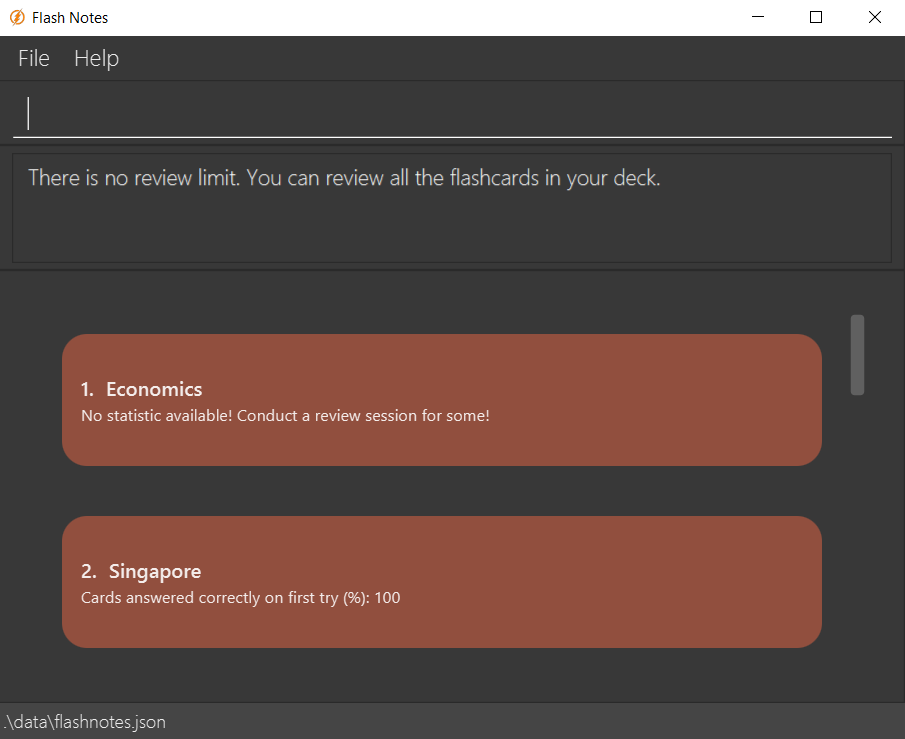 Flash Notes
File Help
There is no review limit. You can review all the flashcards in your deck.
1. Economics
No statistic available! Conduct a review session for some!
2. Singapore
Cards answered correctly on first try (%): 100
.\data\flashnotes.json